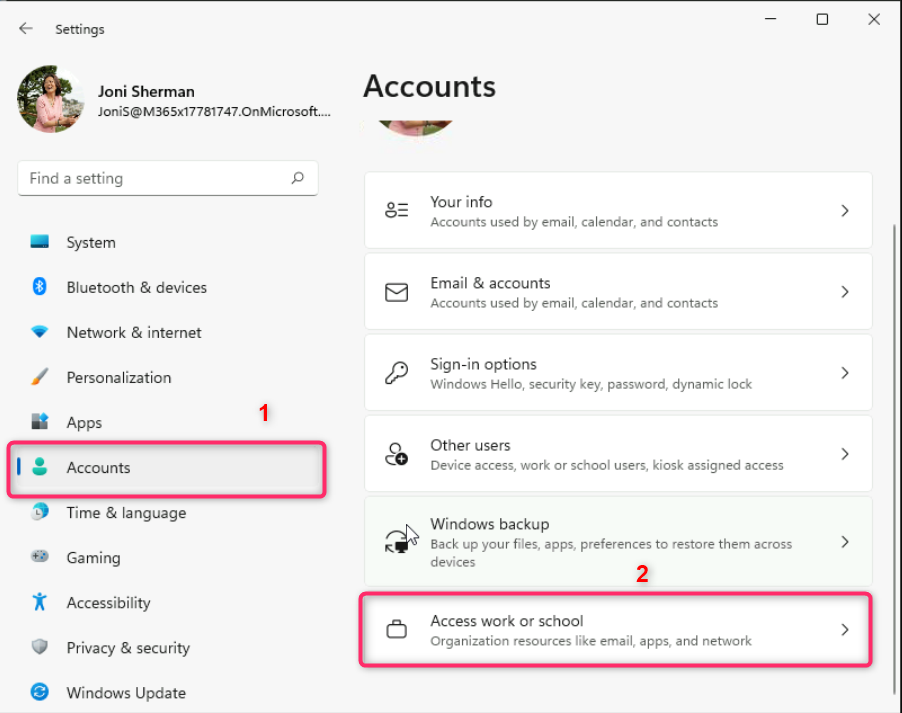 Settings
Joni Sherman
JoniS@M365x17781747.OnMicrosoft....
Find a setting
System
Bluetooth & devices
Network & internet
Personalization
Apps
1
Accounts
Time & language
Gaming
Accessibility
Privacy & security
Windows Update
Accounts
Your info
Accounts used by email, calendar, and contacts
Email & accounts
Accounts used by email, calendar, and contacts
Sign-in options
Windows Hello, security key, password, dynamic lock
Other users
Device access, work or school users, kiosk assigned access
Windows backup
Back up your files, apps, preferences to restore them across
devices
2
Access work or school
Organization resources like email, apps, and network